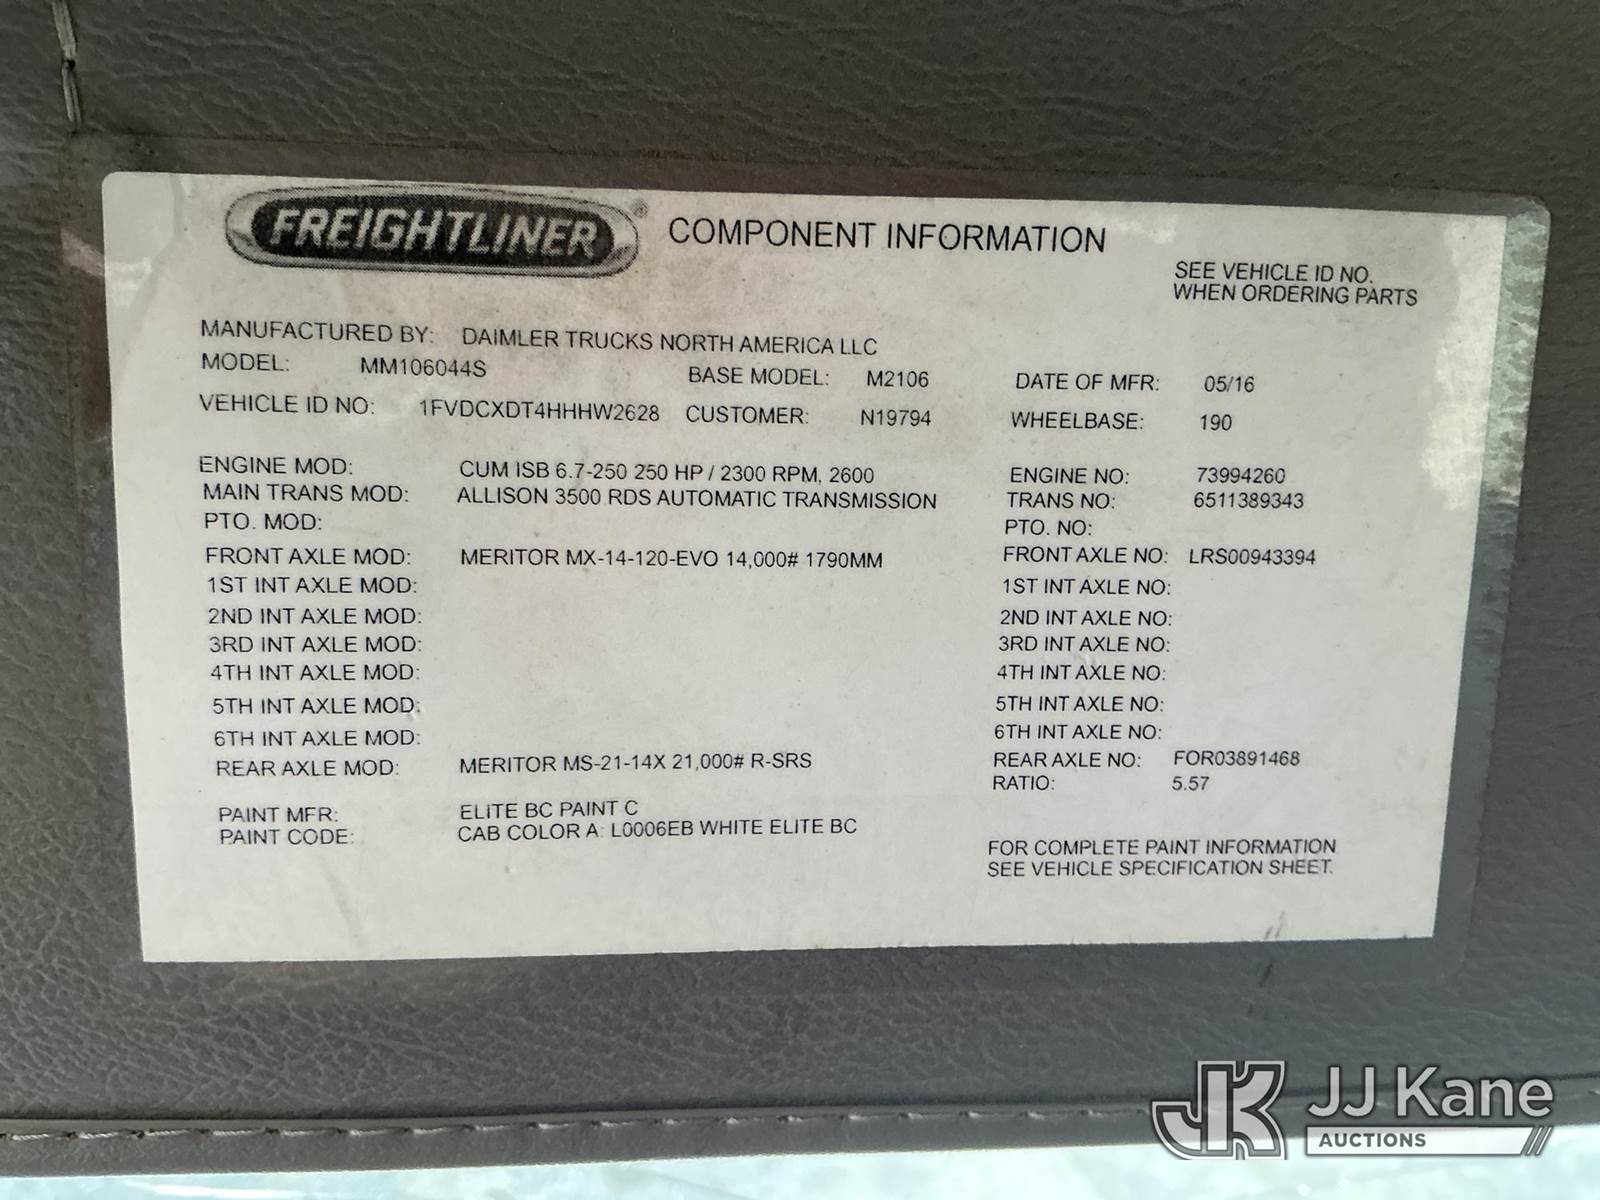 FREIGHTLINER® COMPONENT INFORMATION
SEE VEHICLE ID NO.
WHEN ORDERING PARTS
MANUFACTURED BY: DAIMLER TRUCKS NORTH AMERICA LLC
MODEL: MM106044S BASE MODEL: M2106 DATE OF MFR: 05/16
VEHICLE ID NO: 1FVDCXDT4HHHW2628 CUSTOMER: N19794 WHEELBASE: 190
ENGINE MOD: CUM ISB 6.7-250 250 HP / 2300 RPM, 2600 ENGINE NO: 73994260
MAIN TRANS MOD: ALLISON 3500 RDS AUTOMATIC TRANSMISSION TRANS NO: 6511389343
PTO. MOD: PTO. NO:
FRONT AXLE MOD: MERITOR MX-14-120-EVO 14,000# 1790MM FRONT AXLE NO: LRS00943394
1ST INT AXLE MOD: 1ST INT AXLE NO:
2ND INT AXLE MOD: 2ND INT AXLE NO:
3RD INT AXLE MOD: 3RD INT AXLE NO:
4TH INT AXLE MOD: 4TH INT AXLE NO:
5TH INT AXLE MOD: 5TH INT AXLE NO:
6TH INT AXLE MOD: 6TH INT AXLE NO:
REAR AXLE MOD: MERITOR MS-21-14X 21,000# R-SRS REAR AXLE NO: FOR03891468
RATIO: 5.57
PAINT MFR: ELITE BC PAINT C
PAINT CODE: CAB COLOR A: L0006EB WHITE ELITE BC
FOR COMPLETE PAINT INFORMATION
SEE VEHICLE SPECIFICATION SHEET.
JK JJ Kane
AUCTIONS